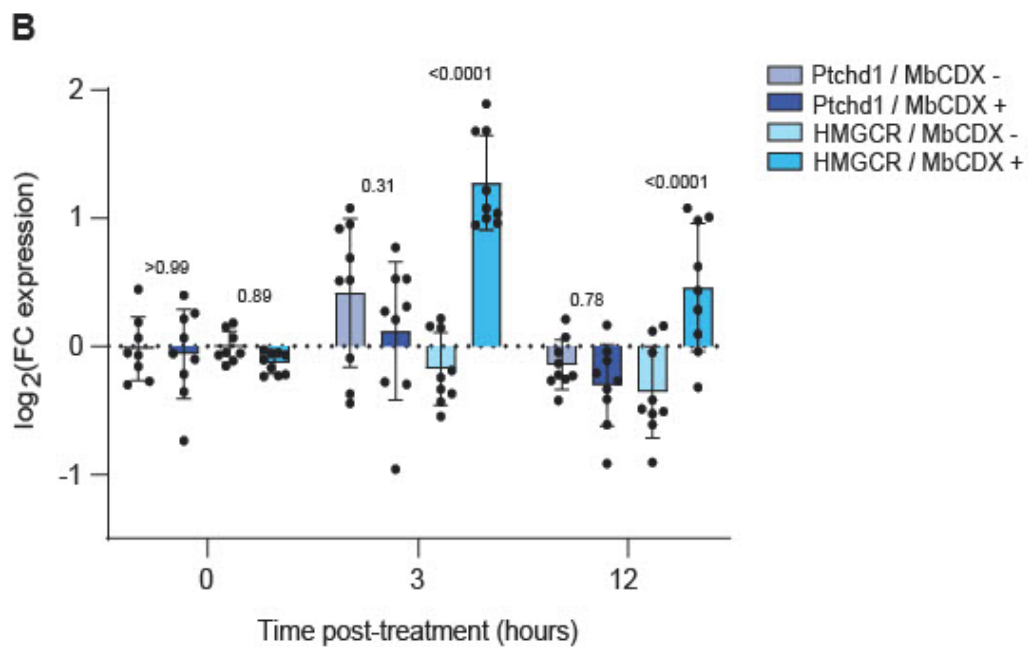 B
Ptchd1 / MbCDX -
Ptchd1 / MbCDX +
HMGCR / MbCDX -
HMGCR / MbCDX +
<0.0001
0.31
<0.0001
>0.99
0.89
0.78
2
1
0
-1
log2(FC expression)
0 3 12
Time post-treatment (hours)